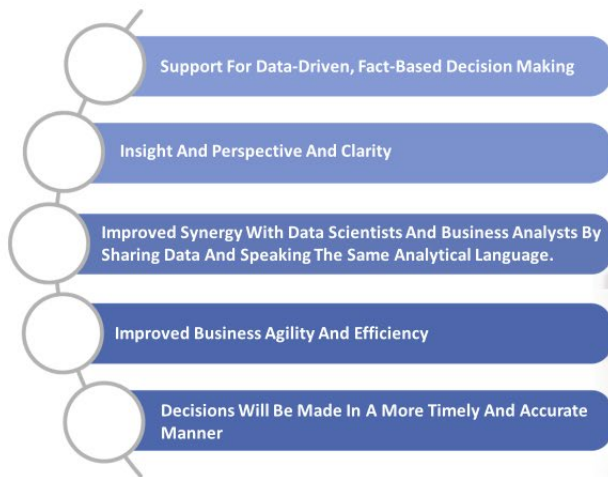 Support For Data-Driven, Fact-Based Decision Making
Insight And Perspective And Clarity
Improved Synergy With Data Scientists And Business Analysts By
Sharing Data And Speaking The Same Analytical Language.
Improved Business Agility And Efficiency
Decisions Will Be Made In A More Timely And Accurate
Manner